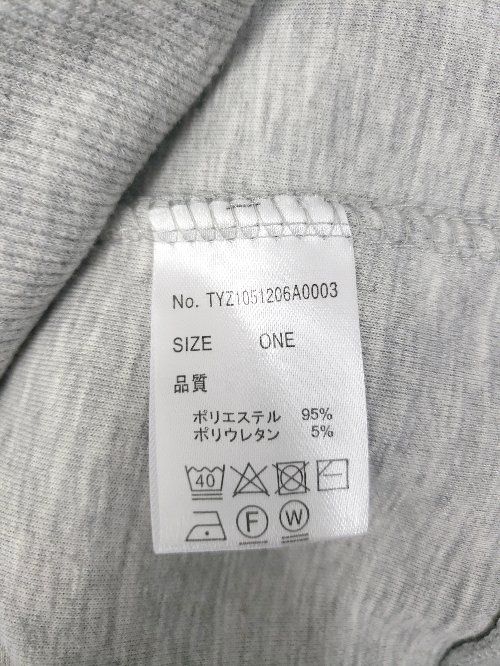 No. TYZ1051206A0003
SIZE ONE
品質
ポリエステル 95%
ポリウレタン 5%
40
F W